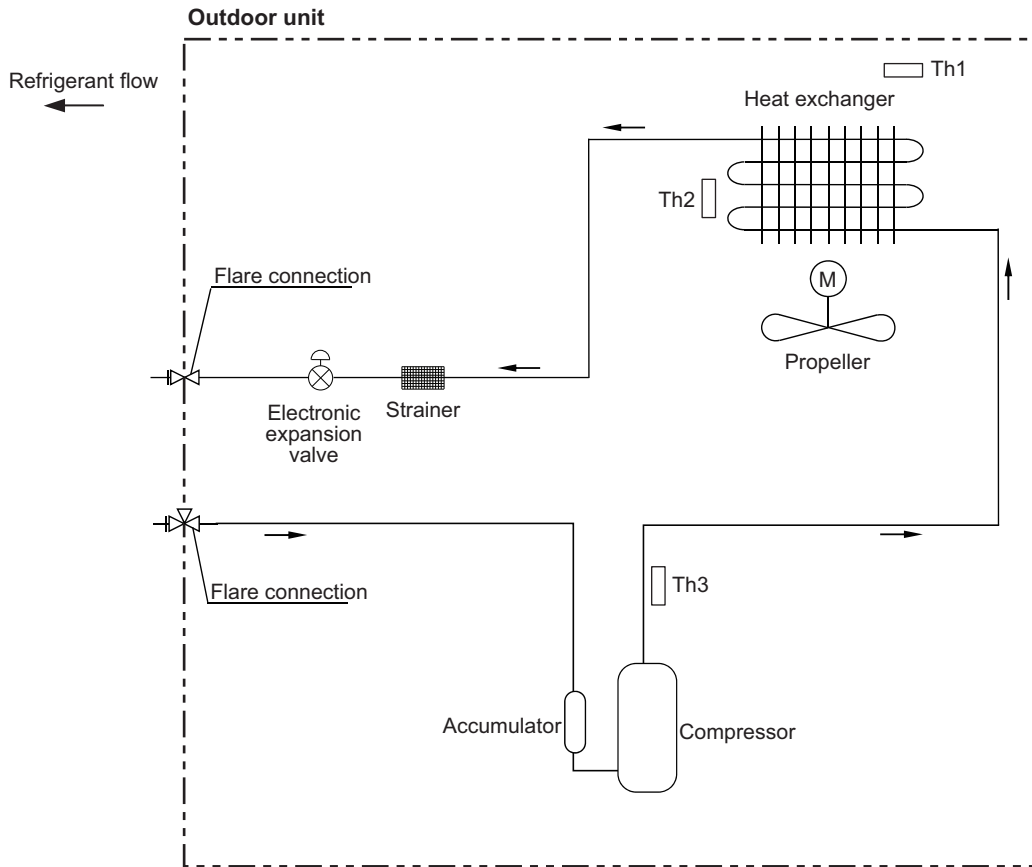 Outdoor unit
Refrigerant flow
Th1
Heat exchanger
Th2
Flare connection
M
Propeller
Electronic
expansion
valve
Strainer
Flare connection
Th3
Accumulator
Compressor